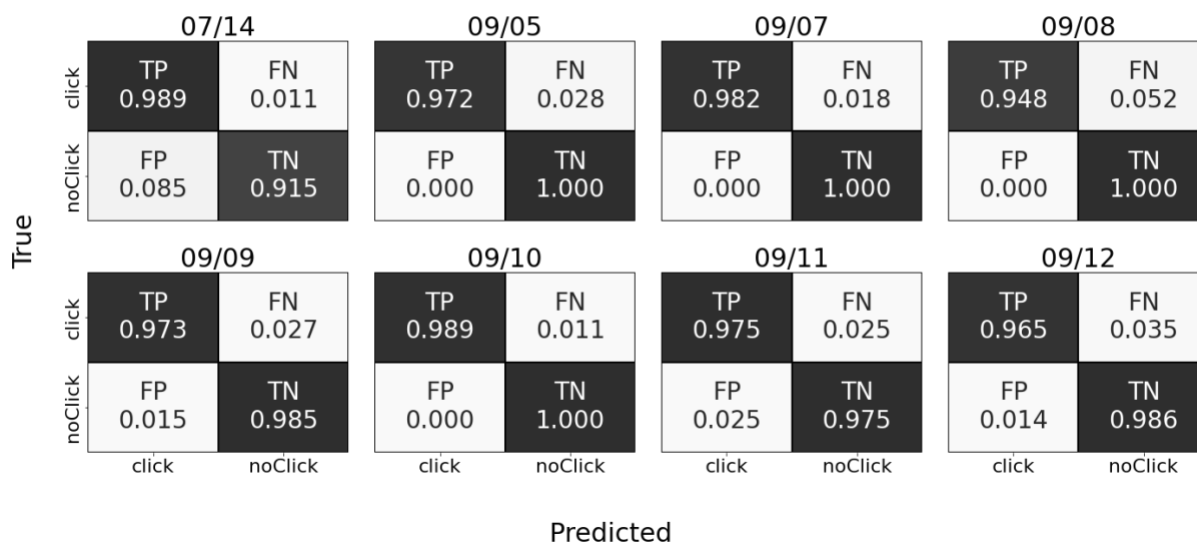 07/14 09/05 09/07 09/08
click
TP FN TP FN TP FN TP FN
0.989 0.011 0.972 0.028 0.982 0.018 0.948 0.052
noClick
FP TN FP TN FP TN FP TN
0.085 0.915 0.000 1.000 0.000 1.000 0.000 1.000
True
09/09 09/10 09/11 09/12
click
TP FN TP FN TP FN TP FN
0.973 0.027 0.989 0.011 0.975 0.025 0.965 0.035
noClick
FP TN FP TN FP TN FP TN
0.015 0.985 0.000 1.000 0.025 0.975 0.014 0.986
click noClick click noClick click noClick click noClick
Predicted